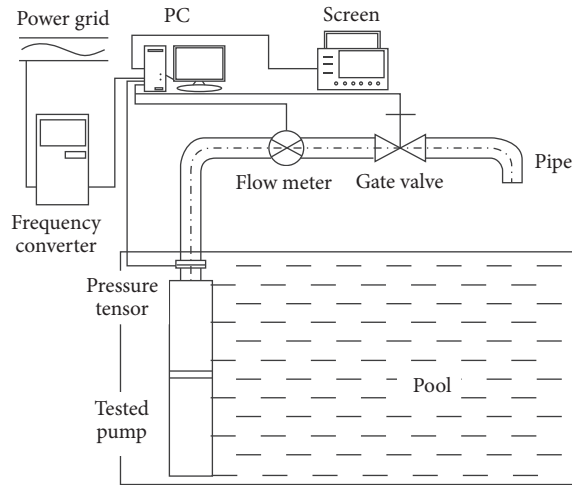 Power grid
PC
Screen
Flow meter
Gate valve
Pipe
Frequency
converter
Pressure
tensor
Pool
Tested
pump